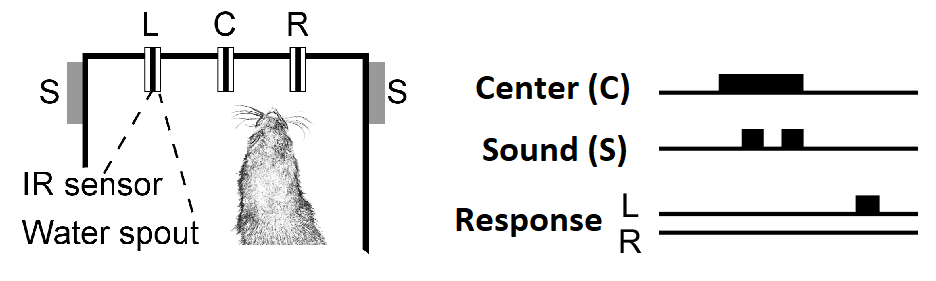 L C R
S S
IR sensor
Water spout
Center (C)
Sound (S)
Response L
R